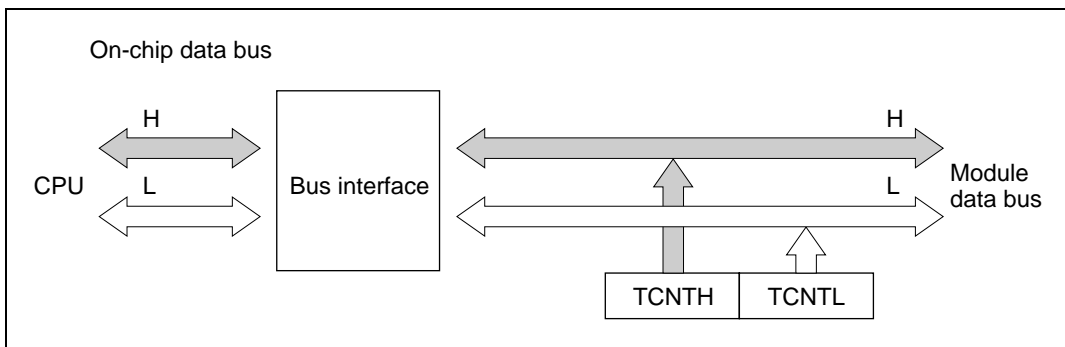 On-chip data bus
H
H
CPU
L
Bus interface
L
Module
data bus
TCNTH
TCNTL